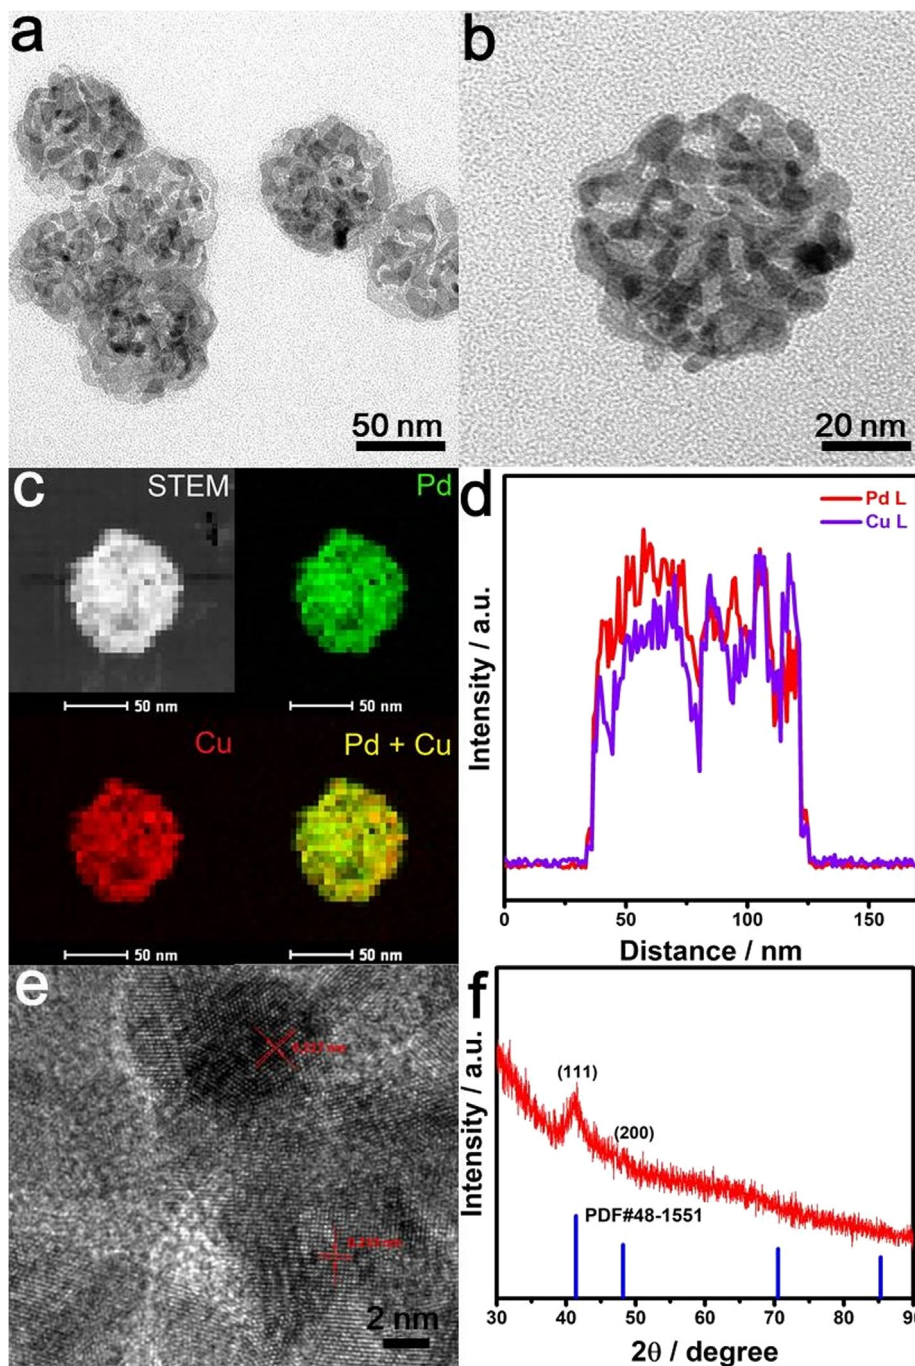 a
b
50 nm
20 nm
c
STEM
Pd
50 nm
50 nm
Cu
Pd + Cu
50 nm
50 nm
d
Pd L
Cu L
Intensity / a.u.
0
50
100
150
Distance / nm
e
2 nm
f
(111)
(200)
PDF#48-1551
Intensity / a.u.
30
40
50
60
70
80
90
2θ / degree